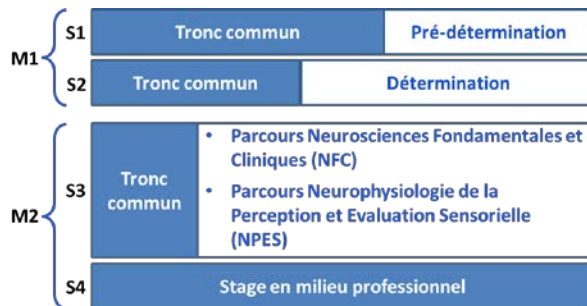 M1
S1
Tronc commun
Pré-détermination
S2
Tronc commun
Détermination
M2
S3
Tronc
commun
• Parcours Neurosciences Fondamentales et
Cliniques (NFC)
• Parcours Neurophysiologie de la
Perception et Evaluation Sensorielle
(NPES)
S4
Stage en milieu professionnel